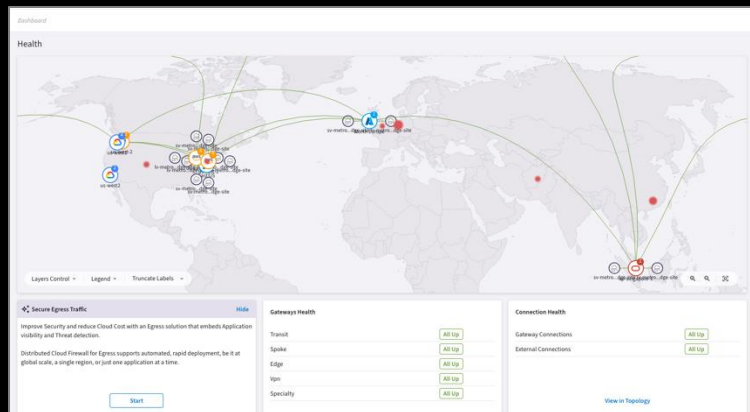 Dashboard
Health
us-west2
us-west2
Layers Control
Legend
Truncate Labels
Secure Egress Traffic
Hide
Improve Security and reduce Cloud Cost with an Egress solution that embeds Application
visibility and Threat detection.
Distributed Cloud Firewall for Egress supports automated, rapid deployment, be it at
global scale, a single region, or just one application at a time.
Start
Gateways Health
Transit All Up
Spoke All Up
Edge All Up
Vpn All Up
Specialty All Up
Connection Health
Gateway Connections All Up
External Connections All Up
View in Topology